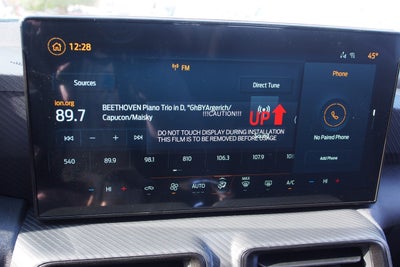 12:28
FM
45°
Sources
Direct Tune
Phone
ion.org
89.7
BEETHOVEN Piano Trio in D, "GhBYArgerich/
Capucon/Maisky
!!!CAUTION!!!
UP
DO NOT TOUCH DISPLAY DURING INSTALLATION
THIS FILM IS TO BE REMOVED BEFORE USAGE
No Paired Phone
Add Phone
540
89.9
98.1
810
106.3
107.9
HI
AUTO
MAX
A/C
HI